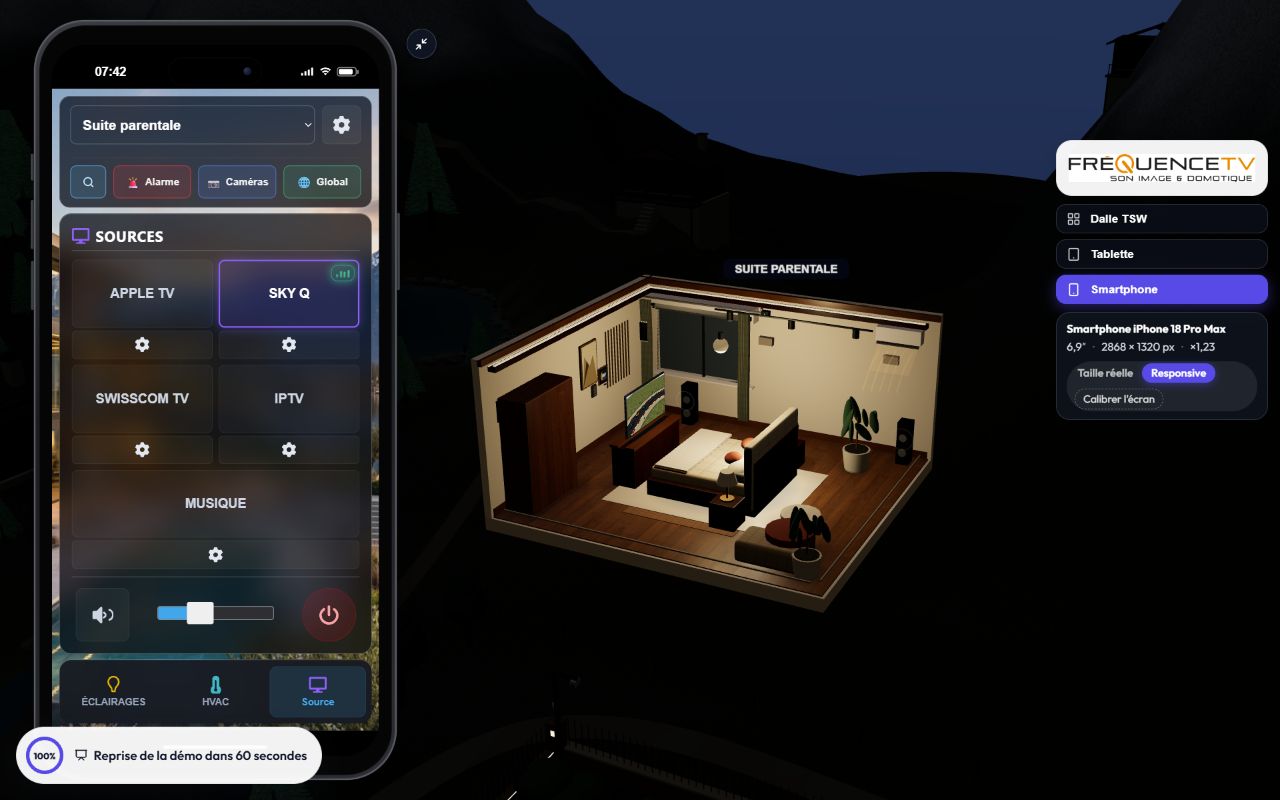 07:42
Suite parentale
Alarme
Caméras
Global
SOURCES
APPLE TV
SKY Q
SWISSCOM TV
IPTV
MUSIQUE
ÉCLAIRAGES
HVAC
Source
100%
Reprise de la démo dans 60 secondes
SUITE PARENTALE
FRÉQUENCETV
SON IMAGE & DOMOTIQUE
Dalle TSW
Tablette
Smartphone
Smartphone iPhone 18 Pro Max
6,9″ · 2868 × 1320 px · ×1,23
Taille réelle
Responsive
Calibrer l'écran